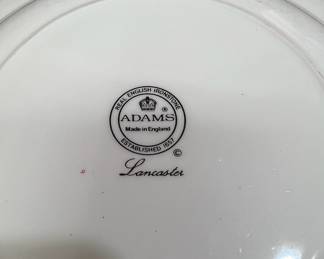 REAL ENGLISH IRONSTONE
ADAMS
Made in England
ESTABLISHED 1657
©
Lancaster